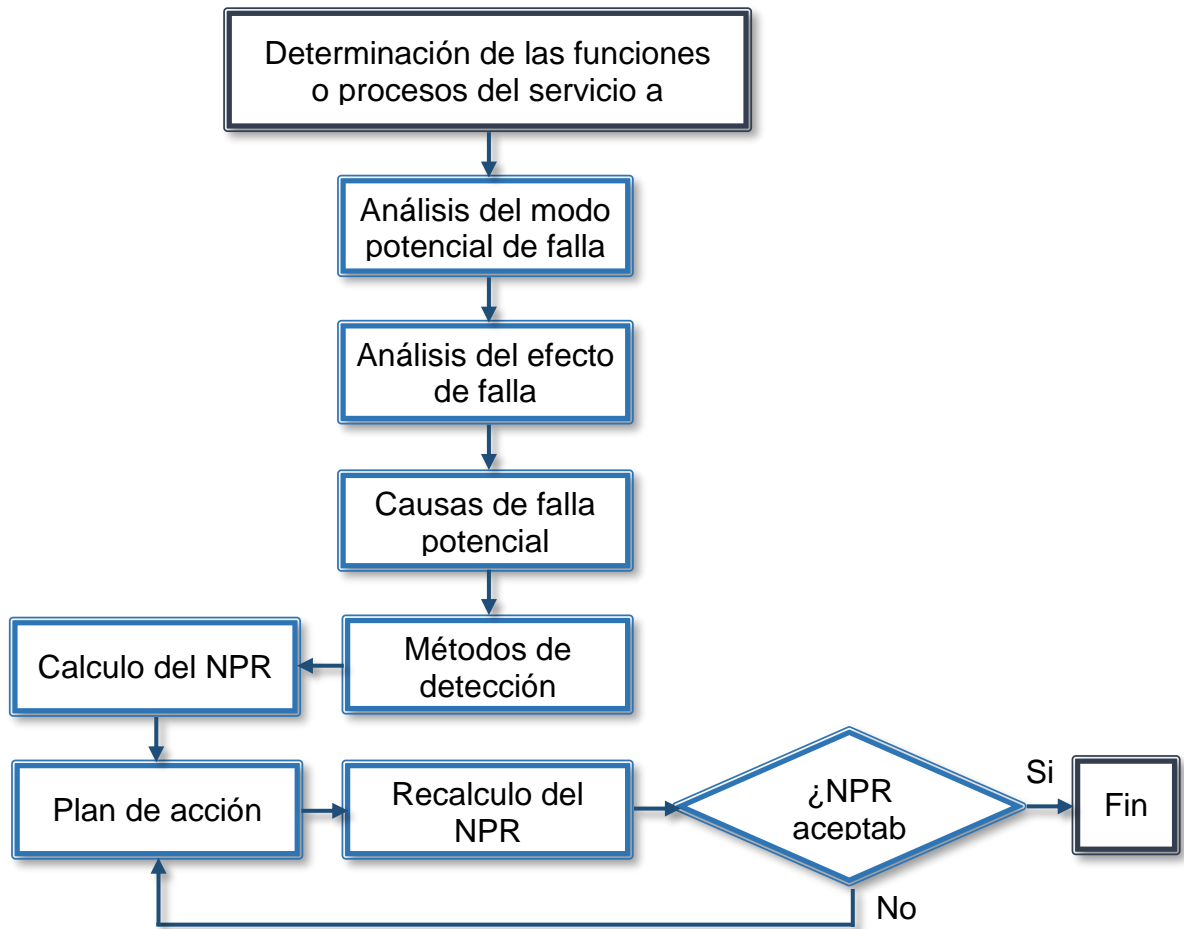 Determinación de las funciones
o procesos del servicio a
Análisis del modo
potencial de falla
Análisis del efecto
de falla
Causas de falla
potencial
Métodos de
detección
Calculo del NPR
Plan de acción
Recalculo del
NPR
¿NPR
aceptab
Si
Fin
No